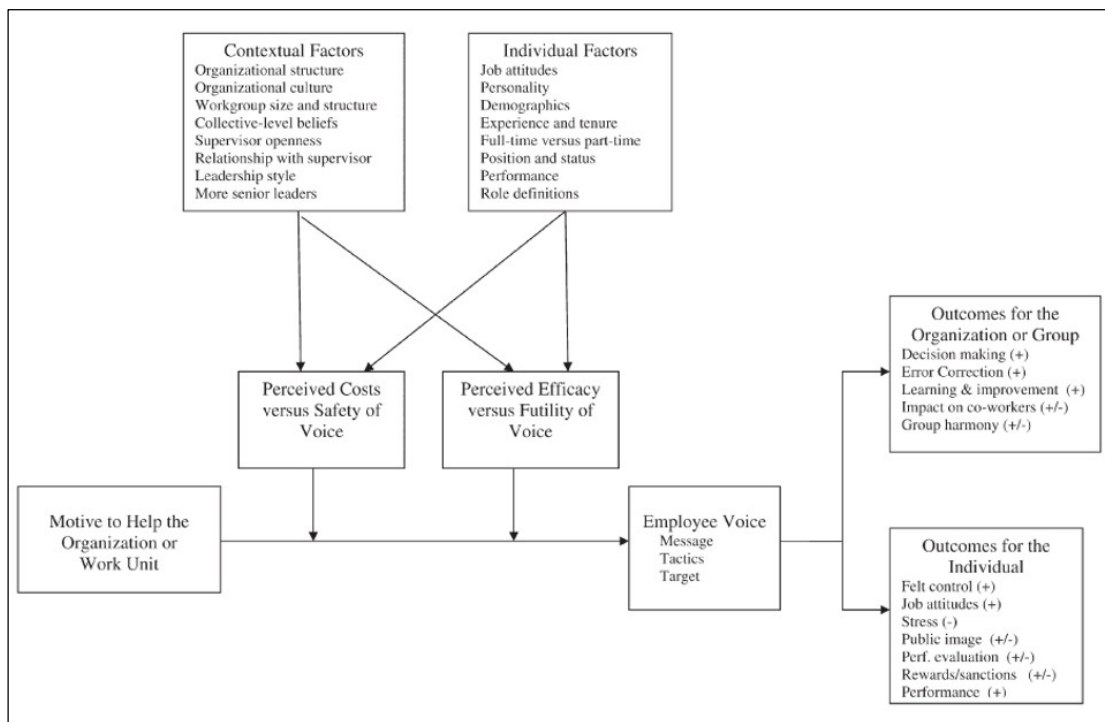 Contextual Factors
Organizational structure
Organizational culture
Workgroup size and structure
Collective-level beliefs
Supervisor openness
Relationship with supervisor
Leadership style
More senior leaders
Individual Factors
Job attitudes
Personality
Demographics
Experience and tenure
Full-time versus part-time
Position and status
Performance
Role definitions
Perceived Costs
versus Safety of
Voice
Perceived Efficacy
versus Futility of
Voice
Motive to Help the
Organization or
Work Unit
Employee Voice
Message
Tactics
Target
Outcomes for the
Organization or Group
Decision making (+)
Error Correction (+)
Learning & improvement (+)
Impact on co-workers (+/-)
Group harmony (+/-)
Outcomes for the
Individual
Felt control (+)
Job attitudes (+)
Stress (-)
Public image (+/-)
Perf. evaluation (+/-)
Rewards/sanctions (+/-)
Performance (+)